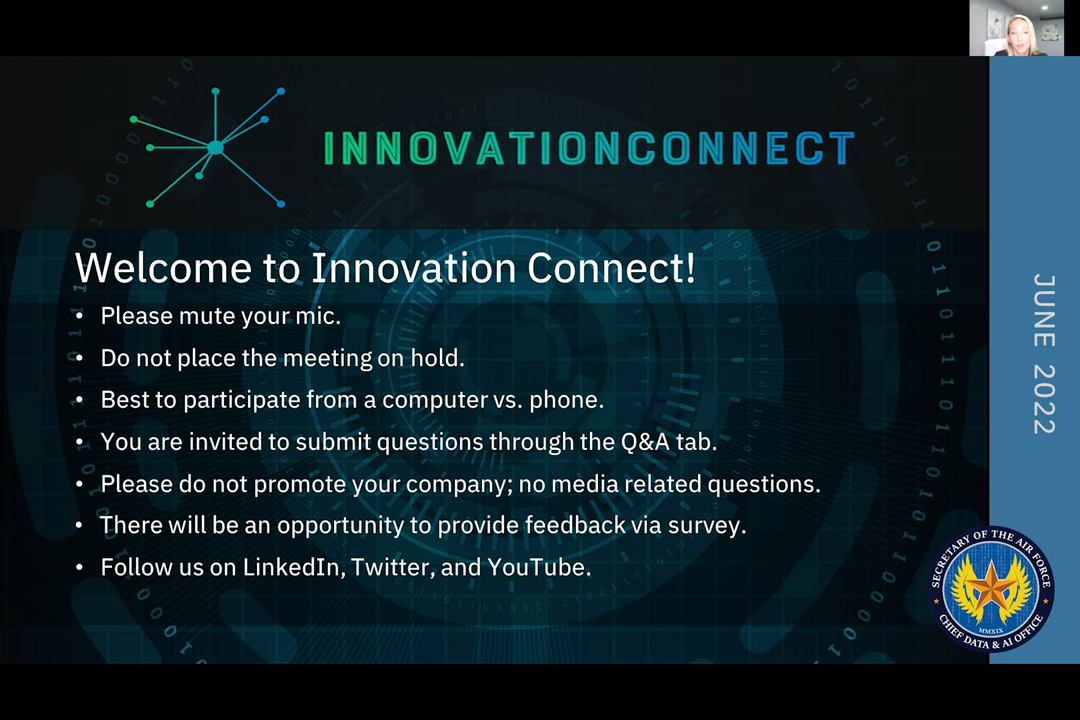 INNOVATIONCONNECT
Welcome to Innovation Connect!
• Please mute your mic.
• Do not place the meeting on hold.
• Best to participate from a computer vs. phone.
• You are invited to submit questions through the Q&A tab.
• Please do not promote your company; no media related questions.
• There will be an opportunity to provide feedback via survey.
• Follow us on LinkedIn, Twitter, and YouTube.
JUNE 2022
SECRETARY OF THE AIR FORCE
MMXIX
CHIEF DATA & AI OFFICE